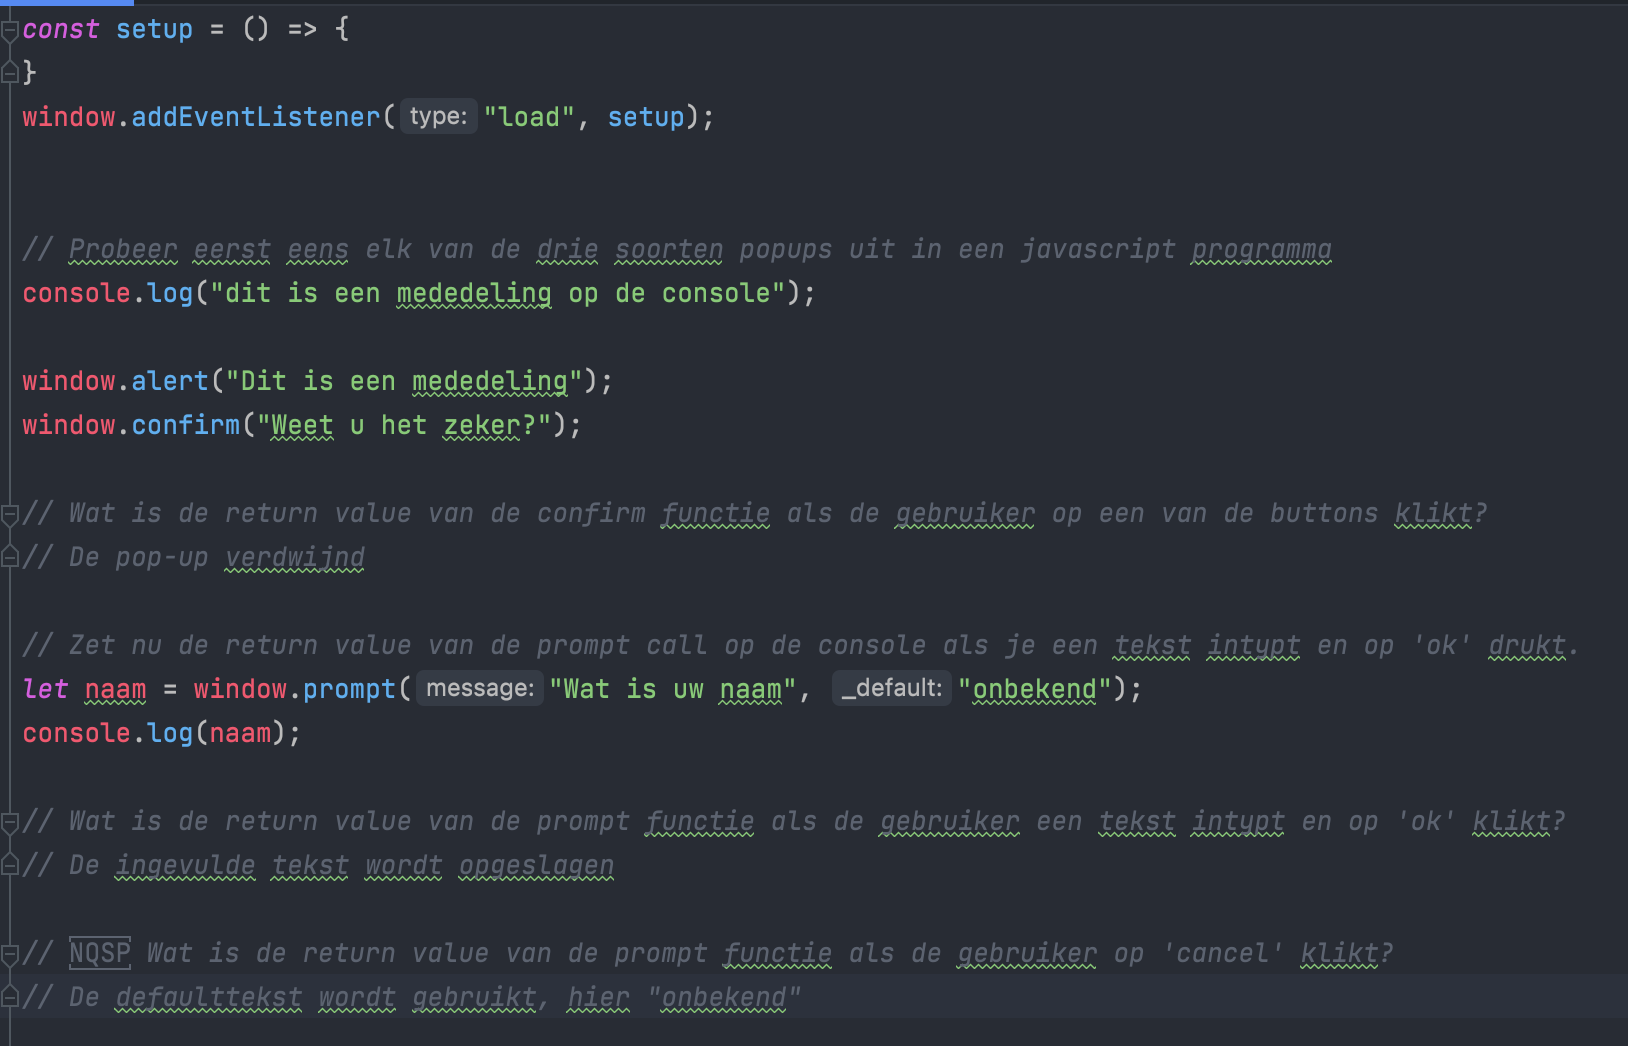 const setup = () => {
}
window.addEventListener( type: "load", setup);
// Probeer eerst eens elk van de drie soorten popups uit in een javascript programma
console.log("dit is een mededeling op de console");
window.alert("Dit is een mededeling");
window.confirm("Weet u het zeker?");
// Wat is de return value van de confirm functie als de gebruiker op een van de buttons klikt?
// De pop-up verdwijnd
// Zet nu de return value van de prompt call op de console als je een tekst intypt en op 'ok' drukt.
let naam = window.prompt( message: "Wat is uw naam", _default: "onbekend");
console.log(naam);
// Wat is de return value van de prompt functie als de gebruiker een tekst intypt en op 'ok' klikt?
// De ingevulde tekst wordt opgeslagen
// NQSP Wat is de return value van de prompt functie als de gebruiker op 'cancel' klikt?
// De defaulttekst wordt gebruikt, hier "onbekend"